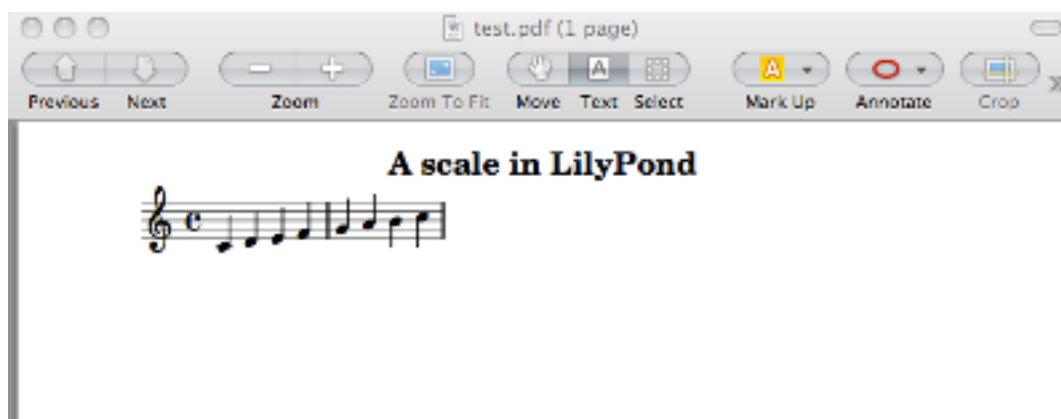 test.pdf (1 page)
A
A
Previous Next Zoom Zoom To Fit Move Text Select Mark Up Annotate Crop
A scale in LilyPond